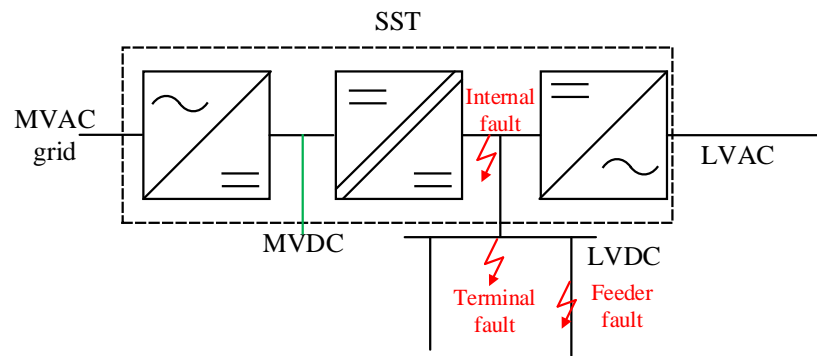 SST
MVAC
grid
Internal
fault
LVAC
MVDC
LVDC
Terminal
fault
Feeder
fault